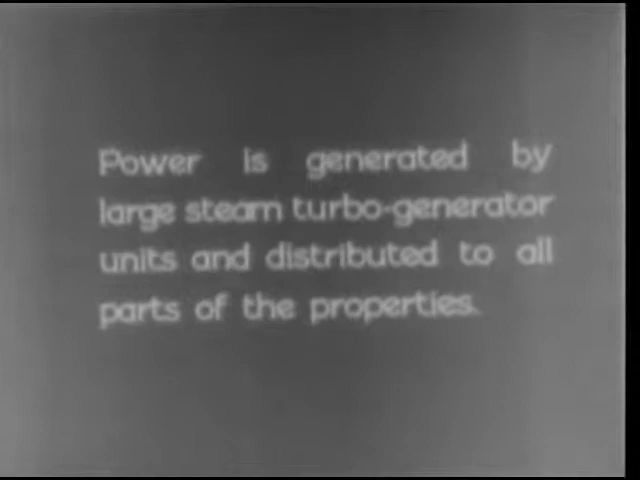 Power is generated by
large steam turbo-generator
units and distributed to all
parts of the properties.